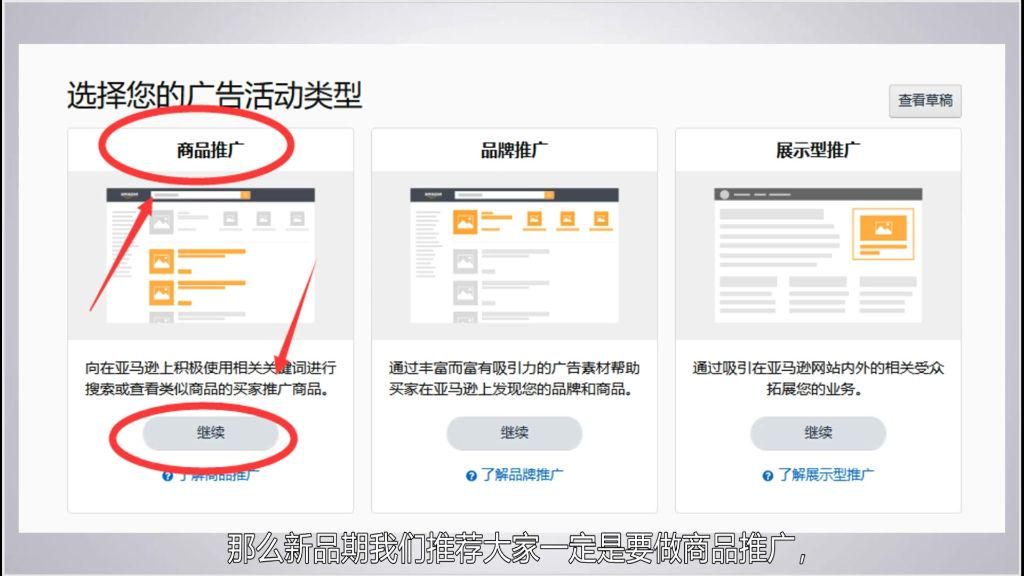 选择您的广告活动类型
查看草稿
商品推广
amazon
向在亚马逊上积极使用相关关键词进行
搜索或查看类似商品的买家推广商品。
继续
了解商品推广
品牌推广
amazon
通过丰富而富有吸引力的广告素材帮助
买家在亚马逊上发现您的品牌和商品。
继续
了解品牌推广
展示型推广
通过吸引在亚马逊网站内外的相关受众
拓展您的业务。
继续
了解展示型推广
那么新品期我们推荐大家一定是要做商品推广，